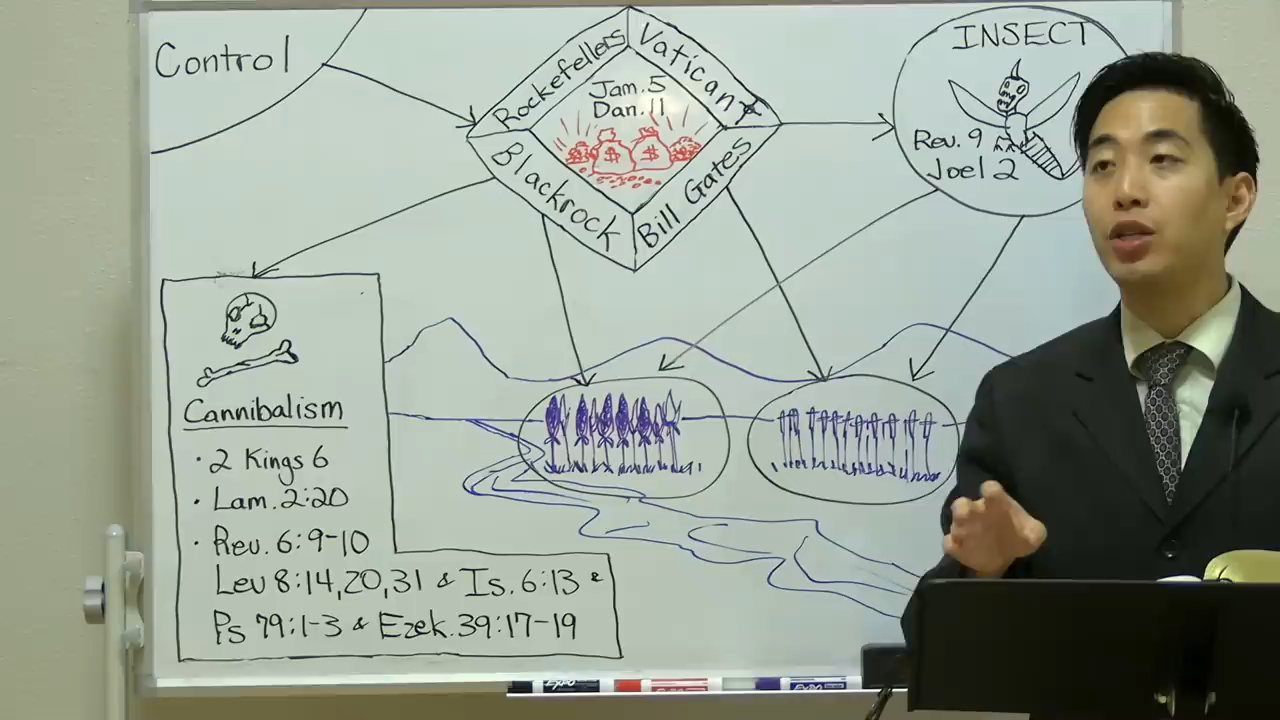 Control
Rockefellers
Vatican
Jam. 5
Dan. 11
$ $
Blackrock
Bill Gates
INSECT
Rev. 9
Joel 2
Cannibalism
· 2 Kings 6
· Lam. 2:20
· Rev. 6:9-10
Lev 8:14,20,31 & Is. 6:13 &
Ps 79:1-3 & Ezek. 39:17-19
EXPO
EXPO